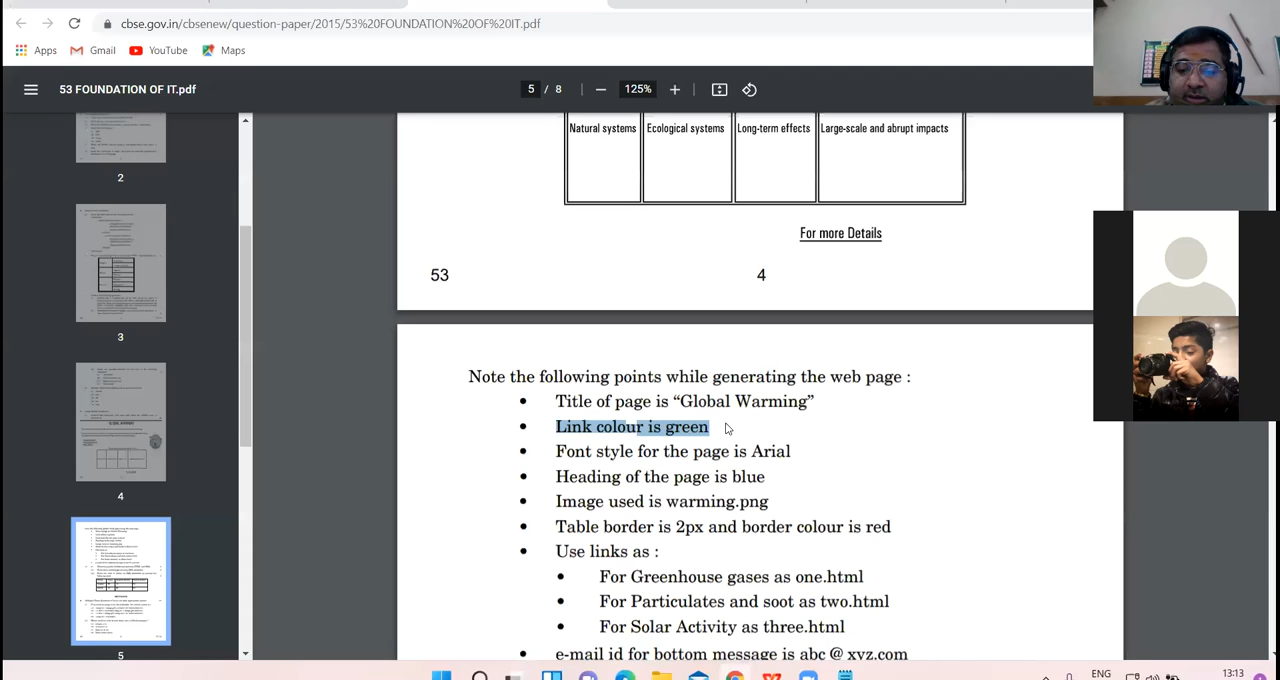 cbse.gov.in/cbsenew/question-paper/2015/53%20FOUNDATION%20OF%20IT.pdf
Apps Gmail YouTube Maps
53 FOUNDATION OF IT.pdf
5 / 8
125%
Natural systems Ecological systems Long-term effects Large-scale and abrupt impacts
For more Details
53 4
2
3
4
5
Note the following points while generating the web page :
• Title of page is “Global Warming”
• Link colour is green
• Font style for the page is Arial
• Heading of the page is blue
• Image used is warming.png
• Table border is 2px and border colour is red
• Use links as :
• For Greenhouse gases as one.html
• For Particulates and soot as two.html
• For Solar Activity as three.html
• e-mail id for bottom message is abc @ xyz.com
ENG 13:13